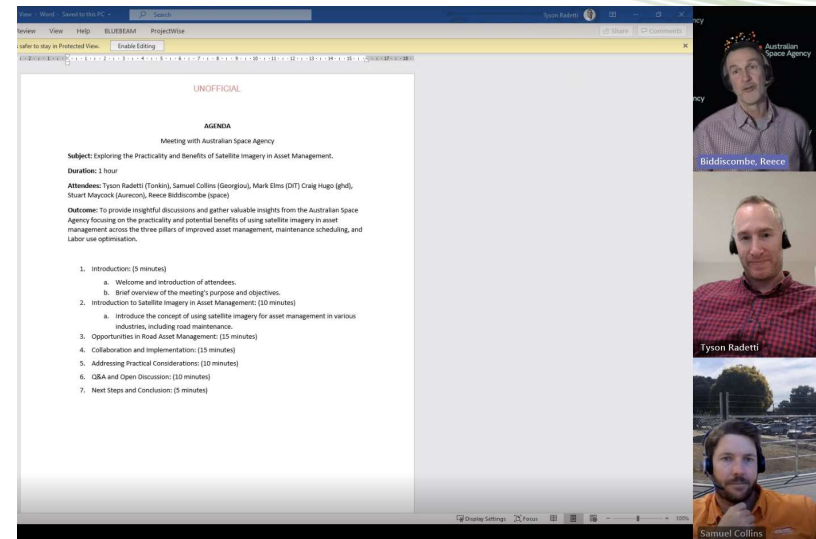 View - Word - Saved to this PC
Search
Tyson Radetti
Review View Help BLUEBEAM ProjectWise
Share
Comments
safer to stay in Protected View.
Enable Editing
UNOFFICIAL
AGENDA
Meeting with Australian Space Agency
Subject: Exploring the Practicality and Benefits of Satellite Imagery in Asset Management.
Duration: 1 hour
Attendees: Tyson Radetti (Tonkin), Samuel Collins (Georgiou), Mark Elms (DIT) Craig Hugo (ghd),
Stuart Maycock (Aurecon), Reece Biddiscombe (space)
Outcome: To provide insightful discussions and gather valuable insights from the Australian Space
Agency focusing on the practicality and potential benefits of using satellite imagery in asset
management across the three pillars of improved asset management, maintenance scheduling, and
Labor use optimisation.
1. Introduction: (5 minutes)
a. Welcome and introduction of attendees.
b. Brief overview of the meeting's purpose and objectives.
2. Introduction to Satellite Imagery in Asset Management: (10 minutes)
a. Introduce the concept of using satellite imagery for asset management in various
industries, including road maintenance.
3. Opportunities in Road Asset Management: (15 minutes)
4. Collaboration and Implementation: (15 minutes)
5. Addressing Practical Considerations: (10 minutes)
6. Q&A and Open Discussion: (10 minutes)
7. Next Steps and Conclusion: (5 minutes)
Display Settings
Focus
100%
Australian
Space Agency
Biddiscombe, Reece
Tyson Radetti
Samuel Collins